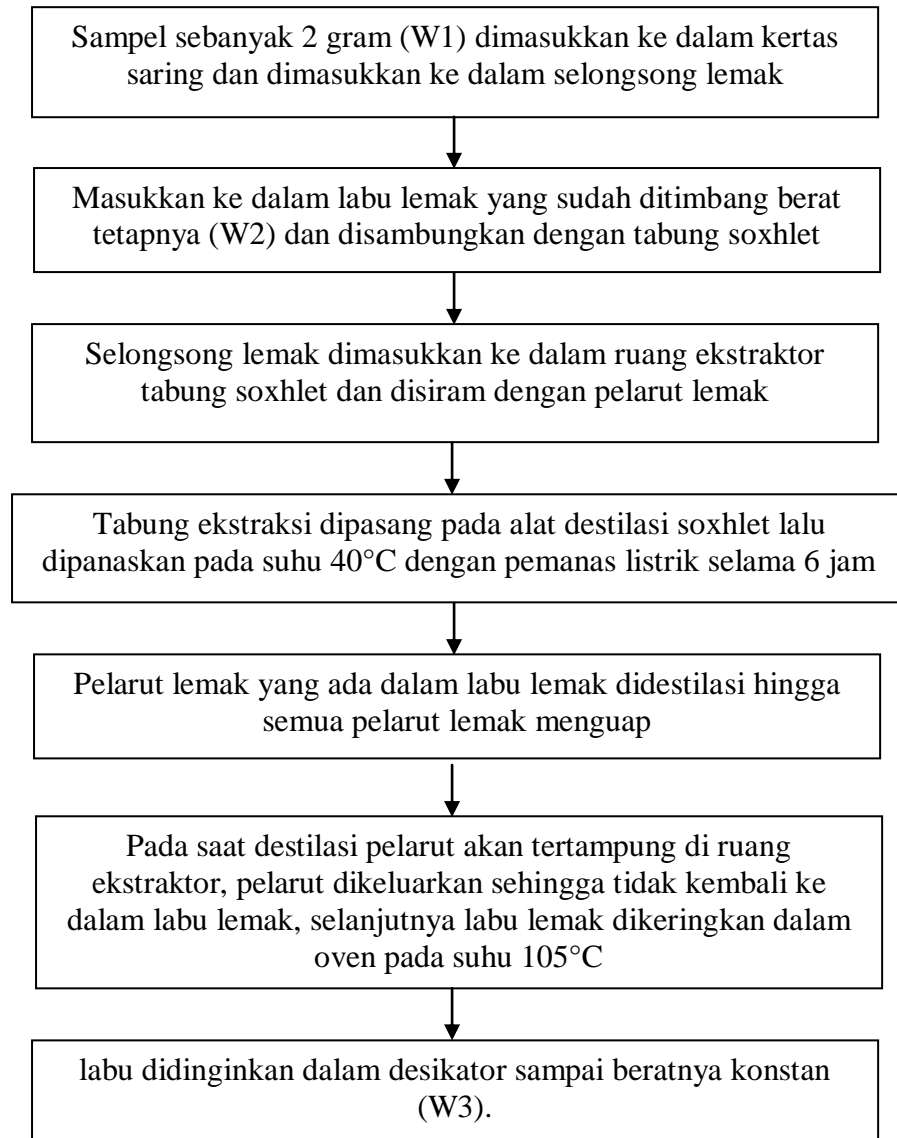 Sampel sebanyak 2 gram (W1) dimasukkan ke dalam kertas
saring dan dimasukkan ke dalam selongsong lemak
Masukkan ke dalam labu lemak yang sudah ditimbang berat
tetapnya (W2) dan disambungkan dengan tabung soxhlet
Selongsong lemak dimasukkan ke dalam ruang ekstraktor
tabung soxhlet dan disiram dengan pelarut lemak
Tabung ekstraksi dipasang pada alat destilasi soxhlet lalu
dipanaskan pada suhu 40°C dengan pemanas listrik selama 6 jam
Pelarut lemak yang ada dalam labu lemak didestilasi hingga
semua pelarut lemak menguap
Pada saat destilasi pelarut akan tertampung di ruang
ekstraktor, pelarut dikeluarkan sehingga tidak kembali ke
dalam labu lemak, selanjutnya labu lemak dikeringkan dalam
oven pada suhu 105°C
labu didinginkan dalam desikator sampai beratnya konstan
(W3).